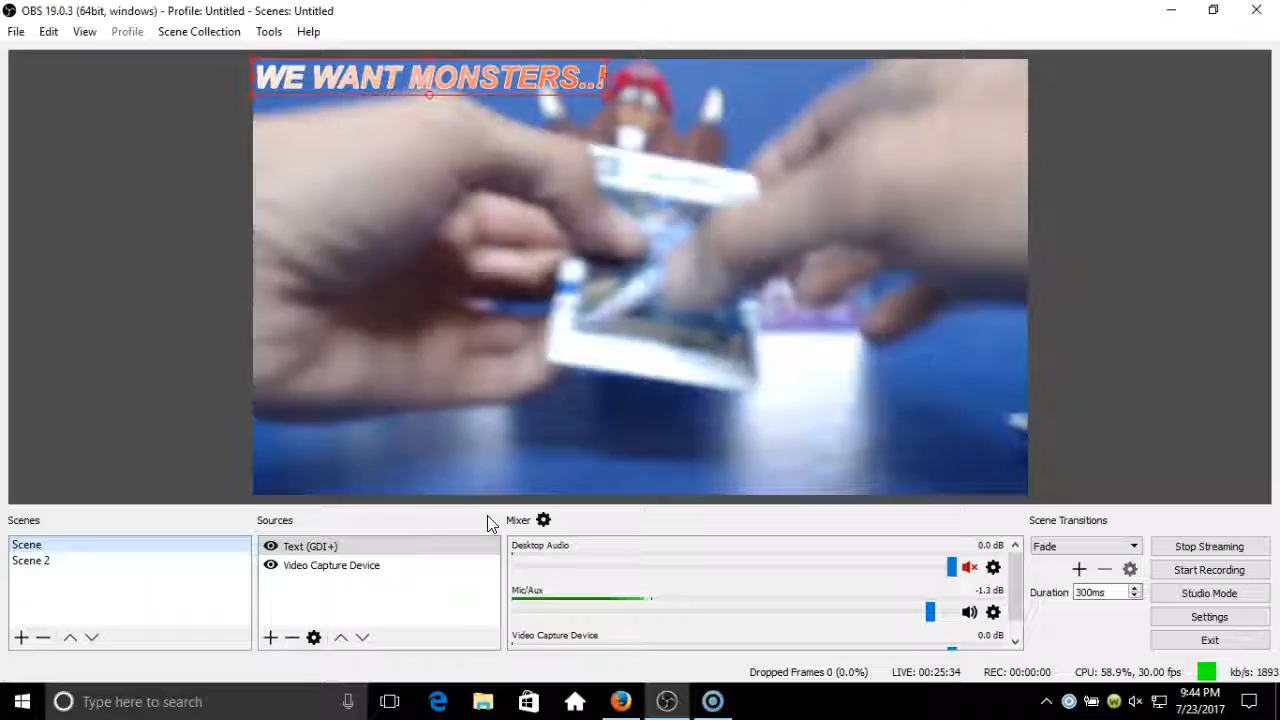 OBS 19.0.3 (64bit, windows) - Profile: Untitled - Scenes: Untitled
File Edit View Profile Scene Collection Tools Help
WE WANT MONSTERS..!
Scenes
Scene
Scene 2
Sources
Text (GDI+)
Video Capture Device
Mixer
Desktop Audio 0.0 dB
Mic/Aux -1.3 dB
Video Capture Device 0.0 dB
Scene Transitions
Fade
Duration 300ms
Stop Streaming
Start Recording
Studio Mode
Settings
Exit
Dropped Frames 0 (0.0%) LIVE: 00:25:34 REC: 00:00:00 CPU: 58.9%, 30.00 fps kb/s: 1893
Type here to search
9:44 PM
7/23/2017